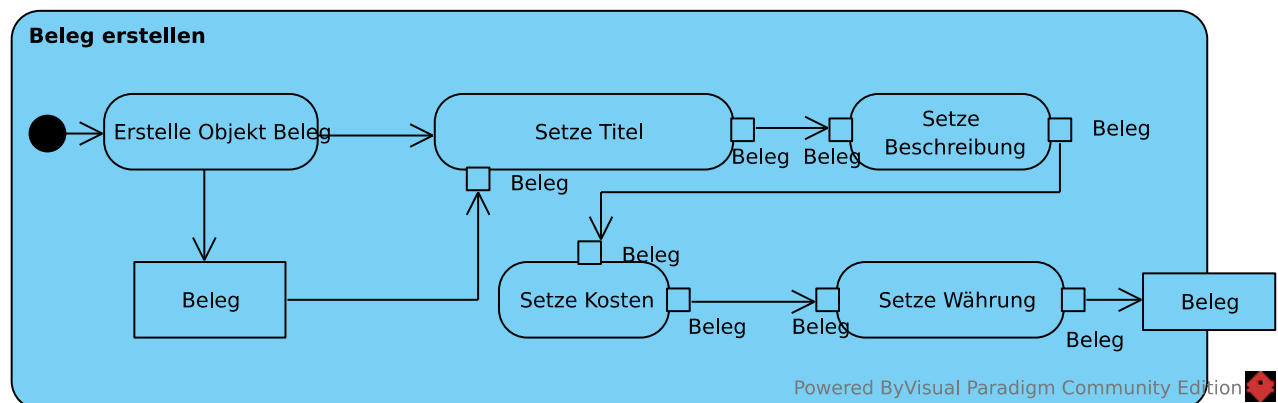 Beleg erstellen
Erstelle Objekt Beleg
Setze Titel
Setze
Beschreibung
Beleg
Beleg
Beleg
Beleg
Beleg
Beleg
Setze Kosten
Setze Währung
Beleg
Beleg
Beleg
Beleg
Beleg
Powered ByVisual Paradigm Community Edition